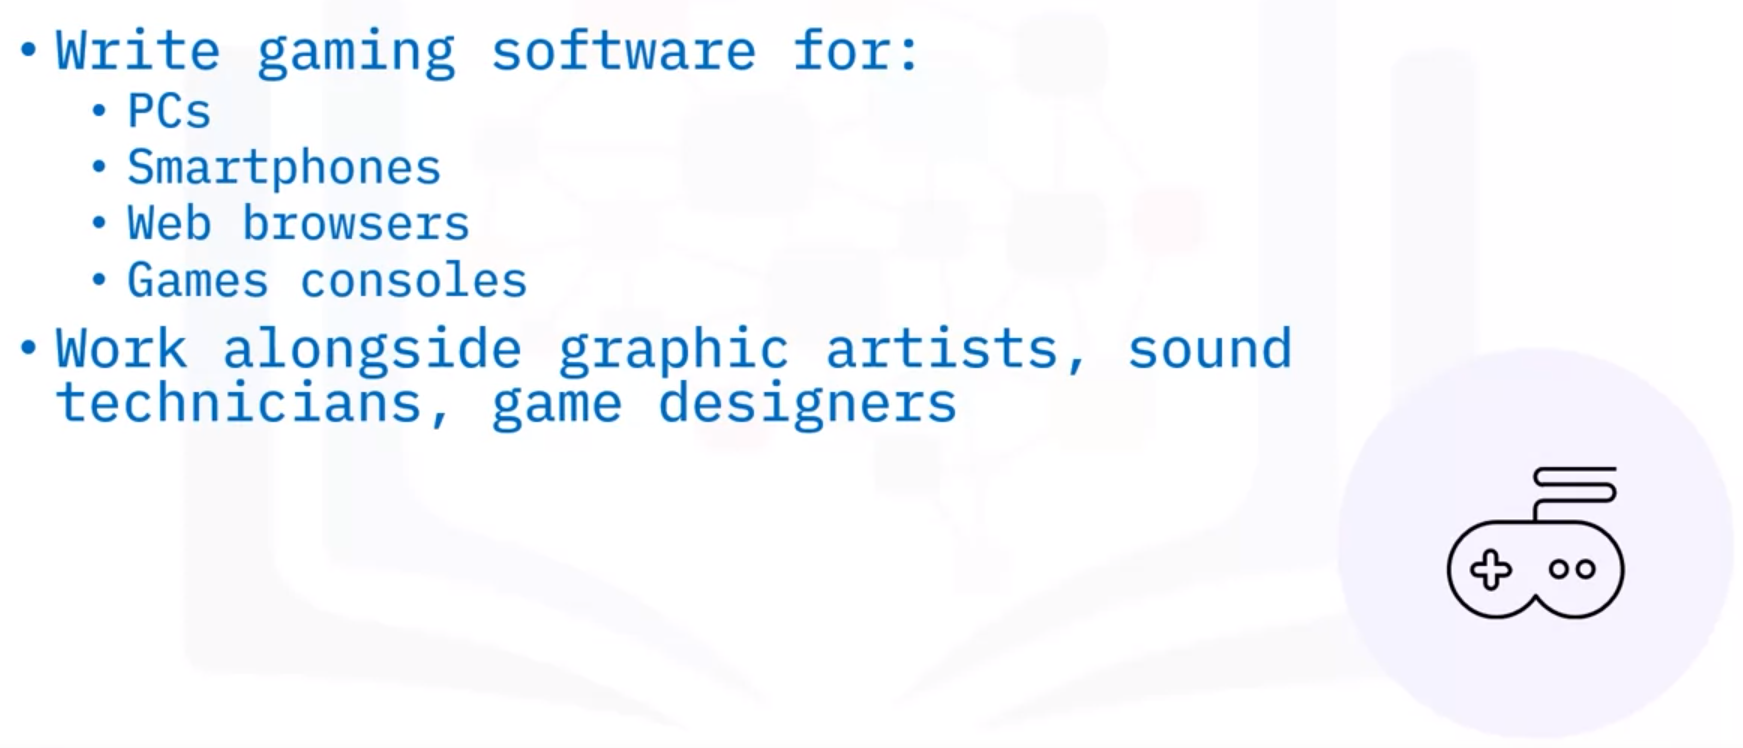 • Write gaming software for:
• PCs
• Smartphones
• Web browsers
• Games consoles
• Work alongside graphic artists, sound
technicians, game designers